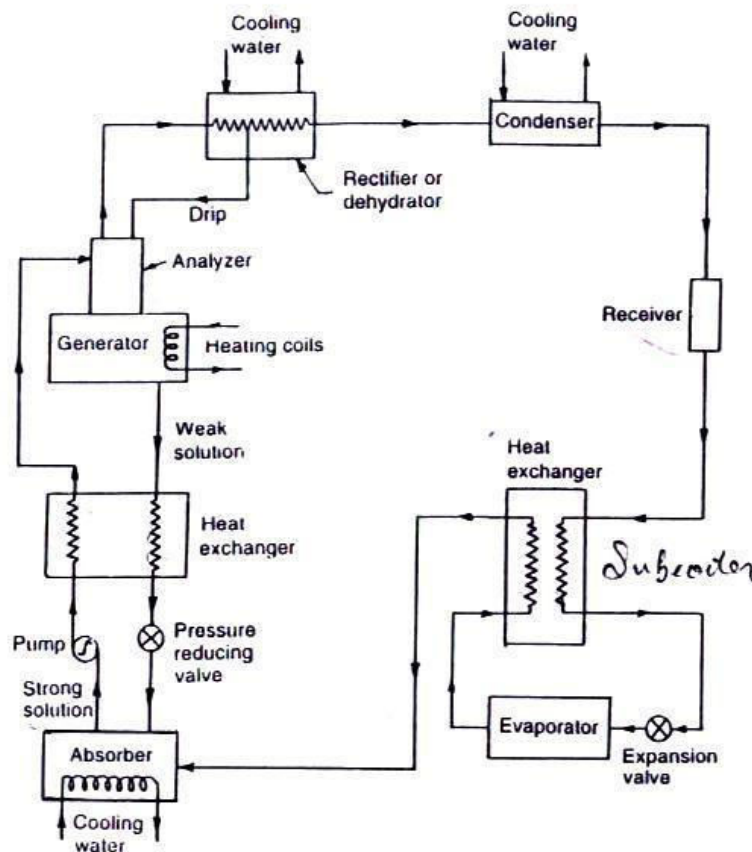 Cooling
water
Cooling
water
Condenser
Rectifier or
dehydrator
Drip
Analyzer
Receiver
Generator
Heating coils
Weak
solution
Heat
exchanger
Heat
exchanger
Pump
Pressure
reducing
valve
Strong
solution
Evaporator
Absorber
Expansion
valve
Cooling
water